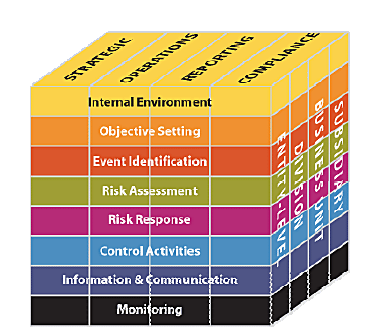 STRATEGIC
OPERATIONS
REPORTING
COMPLIANCE
Internal Environment
Objective Setting
Event Identification
Risk Assessment
Risk Response
Control Activities
Information & Communication
Monitoring
ENTITY-LEVEL
DIVISION
BUSINESS UNIT
SUBSIDIARY